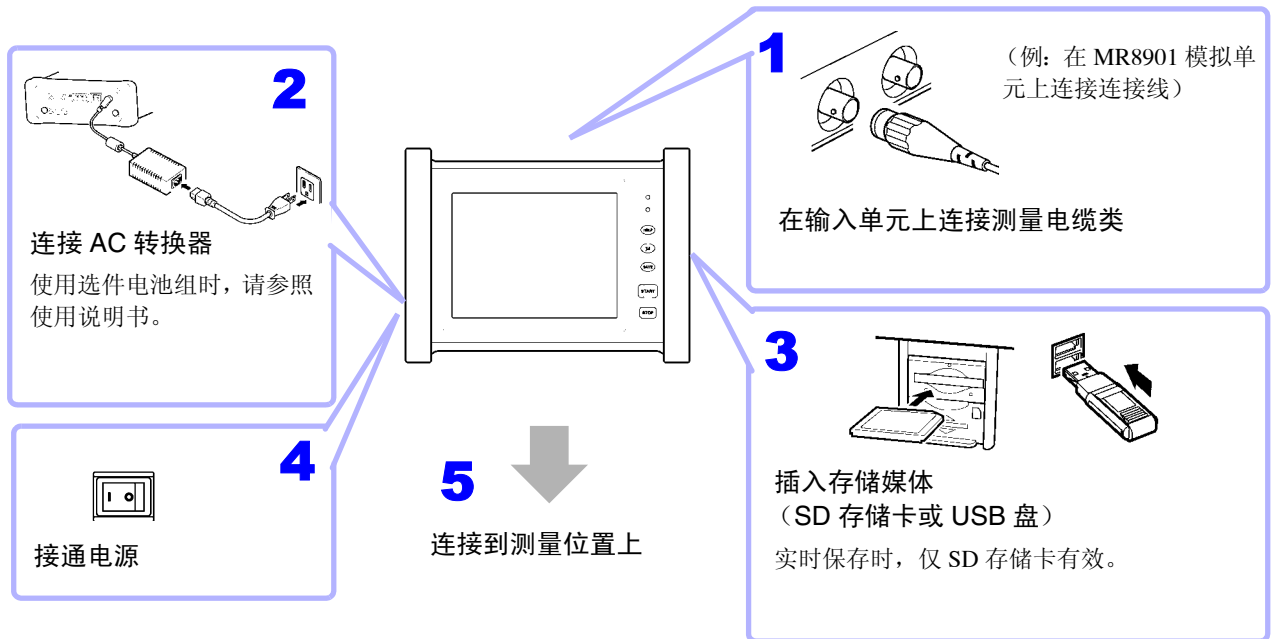 1
（例: 在 MR8901 模拟单
元上连接连接线）
在输入单元上连接测量电缆类
2
连接 AC 转换器
使用选件电池组时，请参照
使用说明书。
HELP
SAVE
START
STOP
3
插入存储媒体
（SD 存储卡或 USB 盘）
实时保存时，仅 SD 存储卡有效。
4
接通电源
5
连接到测量位置上